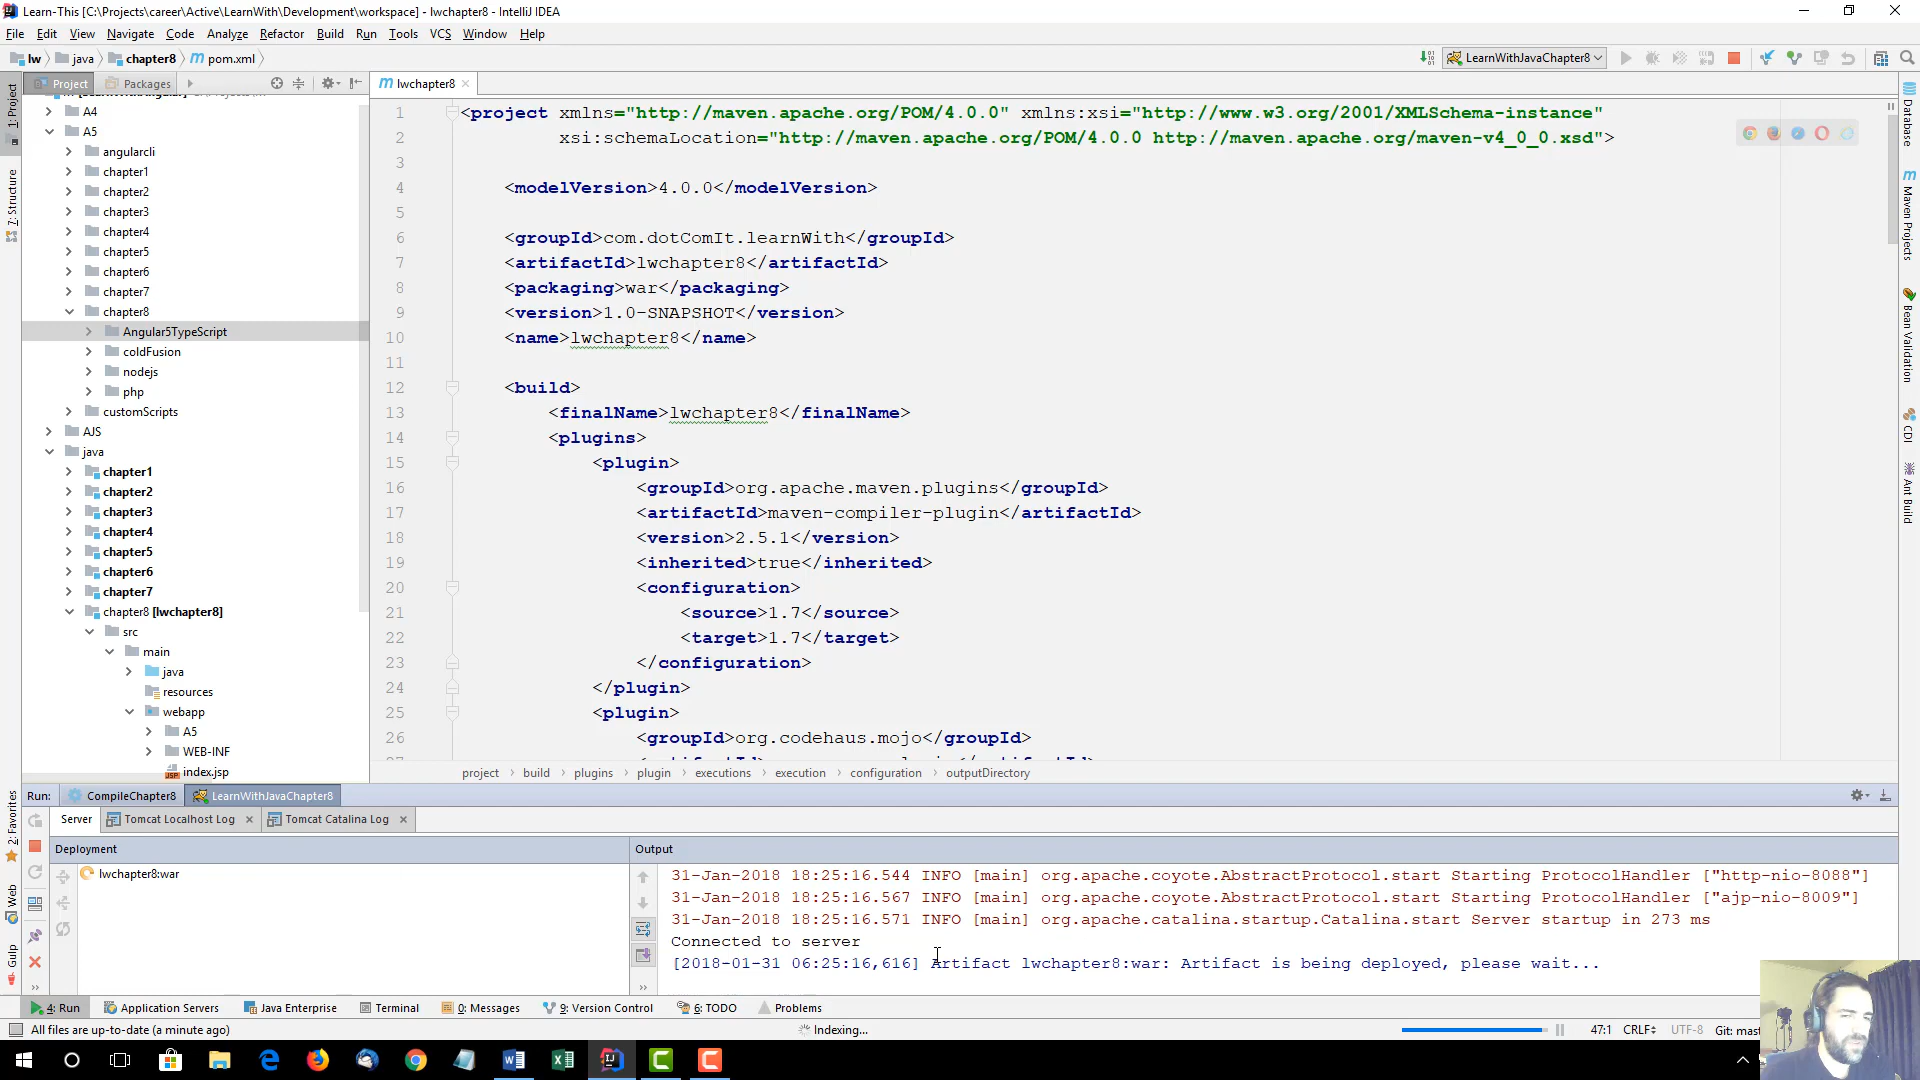 Learn-This [C:\Projects\career\Active\LearnWith\Development\workspace] - lwchapter8 - IntelliJ IDEA
File Edit View Navigate Code Analyze Refactor Build Run Tools VCS Window Help
lw java chapter8 pom.xml
LearnWithJavaChapter8
Project Packages
lwchapter8
A4
A5
angularcli
chapter1
chapter2
chapter3
chapter4
chapter5
chapter6
chapter7
chapter8
Angular5TypeScript
coldFusion
nodejs
php
customScripts
AJS
java
chapter1
chapter2
chapter3
chapter4
chapter5
chapter6
chapter7
chapter8 [lwchapter8]
src
main
java
resources
webapp
A5
WEB-INF
index.jsp
1 <project xmlns="http://maven.apache.org/POM/4.0.0" xmlns:xsi="http://www.w3.org/2001/XMLSchema-instance"
2 xsi:schemaLocation="http://maven.apache.org/POM/4.0.0 http://maven.apache.org/maven-v4_0_0.xsd">
3
4 <modelVersion>4.0.0</modelVersion>
5
6 <groupId>com.dotComIt.learnWith</groupId>
7 <artifactId>lwchapter8</artifactId>
8 <packaging>war</packaging>
9 <version>1.0-SNAPSHOT</version>
10 <name>lwchapter8</name>
11
12 <build>
13 <finalName>lwchapter8</finalName>
14 <plugins>
15 <plugin>
16 <groupId>org.apache.maven.plugins</groupId>
17 <artifactId>maven-compiler-plugin</artifactId>
18 <version>2.5.1</version>
19 <inherited>true</inherited>
20 <configuration>
21 <source>1.7</source>
22 <target>1.7</target>
23 </configuration>
24 </plugin>
25 <plugin>
26 <groupId>org.codehaus.mojo</groupId>
project build plugins plugin executions execution configuration outputDirectory
1: Project
7: Structure
2: Favorites
Web
Gulp
Database
Maven Projects
Bean Validation
CDI
Ant Build
Run: CompileChapter8 LearnWithJavaChapter8
Server Tomcat Localhost Log Tomcat Catalina Log
Deployment Output
lwchapter8:war
31-Jan-2018 18:25:16.544 INFO [main] org.apache.coyote.AbstractProtocol.start Starting ProtocolHandler ["http-nio-8088"]
31-Jan-2018 18:25:16.567 INFO [main] org.apache.coyote.AbstractProtocol.start Starting ProtocolHandler ["ajp-nio-8009"]
31-Jan-2018 18:25:16.571 INFO [main] org.apache.catalina.startup.Catalina.start Server startup in 273 ms
Connected to server
[2018-01-31 06:25:16,616] Artifact lwchapter8:war: Artifact is being deployed, please wait...
4: Run Application Servers Java Enterprise Terminal 0: Messages 9: Version Control 6: TODO Problems
All files are up-to-date (a minute ago) Indexing... 47:1 CRLF UTF-8 Git: